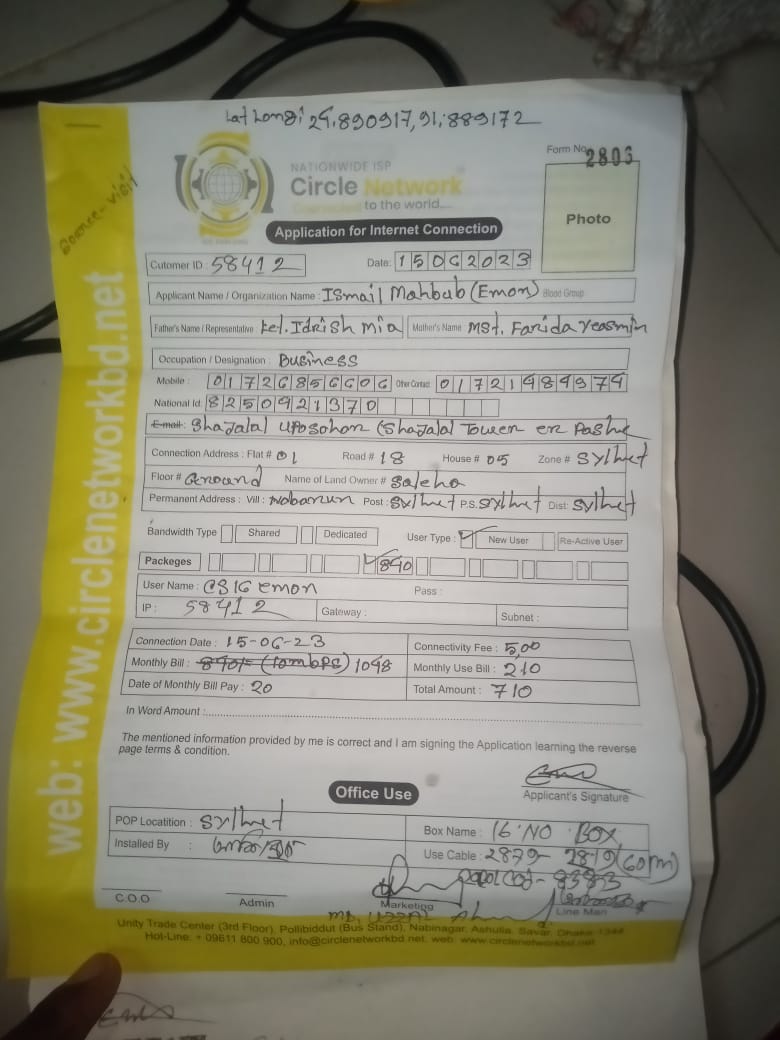 Lat Longi 24.890917, 91.889172
NATIONWIDE ISP
Form No. 2803
Circle Network
Connected to the world....
Photo
Application for Internet Connection
Cutomer ID : 58412 Date: 15062023
Applicant Name / Organization Name : Ismail Mahbub (Emon) Blood Group
Father's Name / Representative Let. Idrish mia Mother's Name MSt. Farida Yeasmin
Occupation / Designation : Business
Mobile : 01726856606 Other Contact: 01721484974
National Id. 8250921370
E-mail: Shajalal Uposohon (Shajalal Tower er Pashe
Connection Address : Flat # 01 Road # 18 House # 05 Zone # Sylhet
Floor # Ground Name of Land Owner # Saleha
Permanent Address : Vill : Post : Sylhet P.S. Sylhet Dist: Sylhet
Bandwidth Type Shared Dedicated User Type : New User Re-Active User
Packeges 840
User Name : CSIGemon Pass :
IP : 58412 Gateway : Subnet :
Connection Date : 15-06-23 Connectivity Fee : 500
Monthly Bill : 840/= (10mbps) 1048 Monthly Use Bill : 210
Date of Monthly Bill Pay : 20 Total Amount : 710
In Word Amount :
The mentioned information provided by me is correct and I am signing the Application learning the reverse
page terms & condition.
Applicant's Signature
Office Use
POP Locatition : Sylhet Box Name : 16 NO BOX
Installed By : Use Cable : 2879- 2819 (60m)
C.O.O Admin Marketing Line Man
Md. Uzzal
Unity Trade Center (3rd Floor), Pollibiddut (Bus Stand), Nabinagar, Ashulia, Savar, Dhaka-1344
Hot-Line: + 09611 800 900, info@circlenetworkbd.net, web: www.circlenetworkbd.net
web: www.circlenetworkbd.net